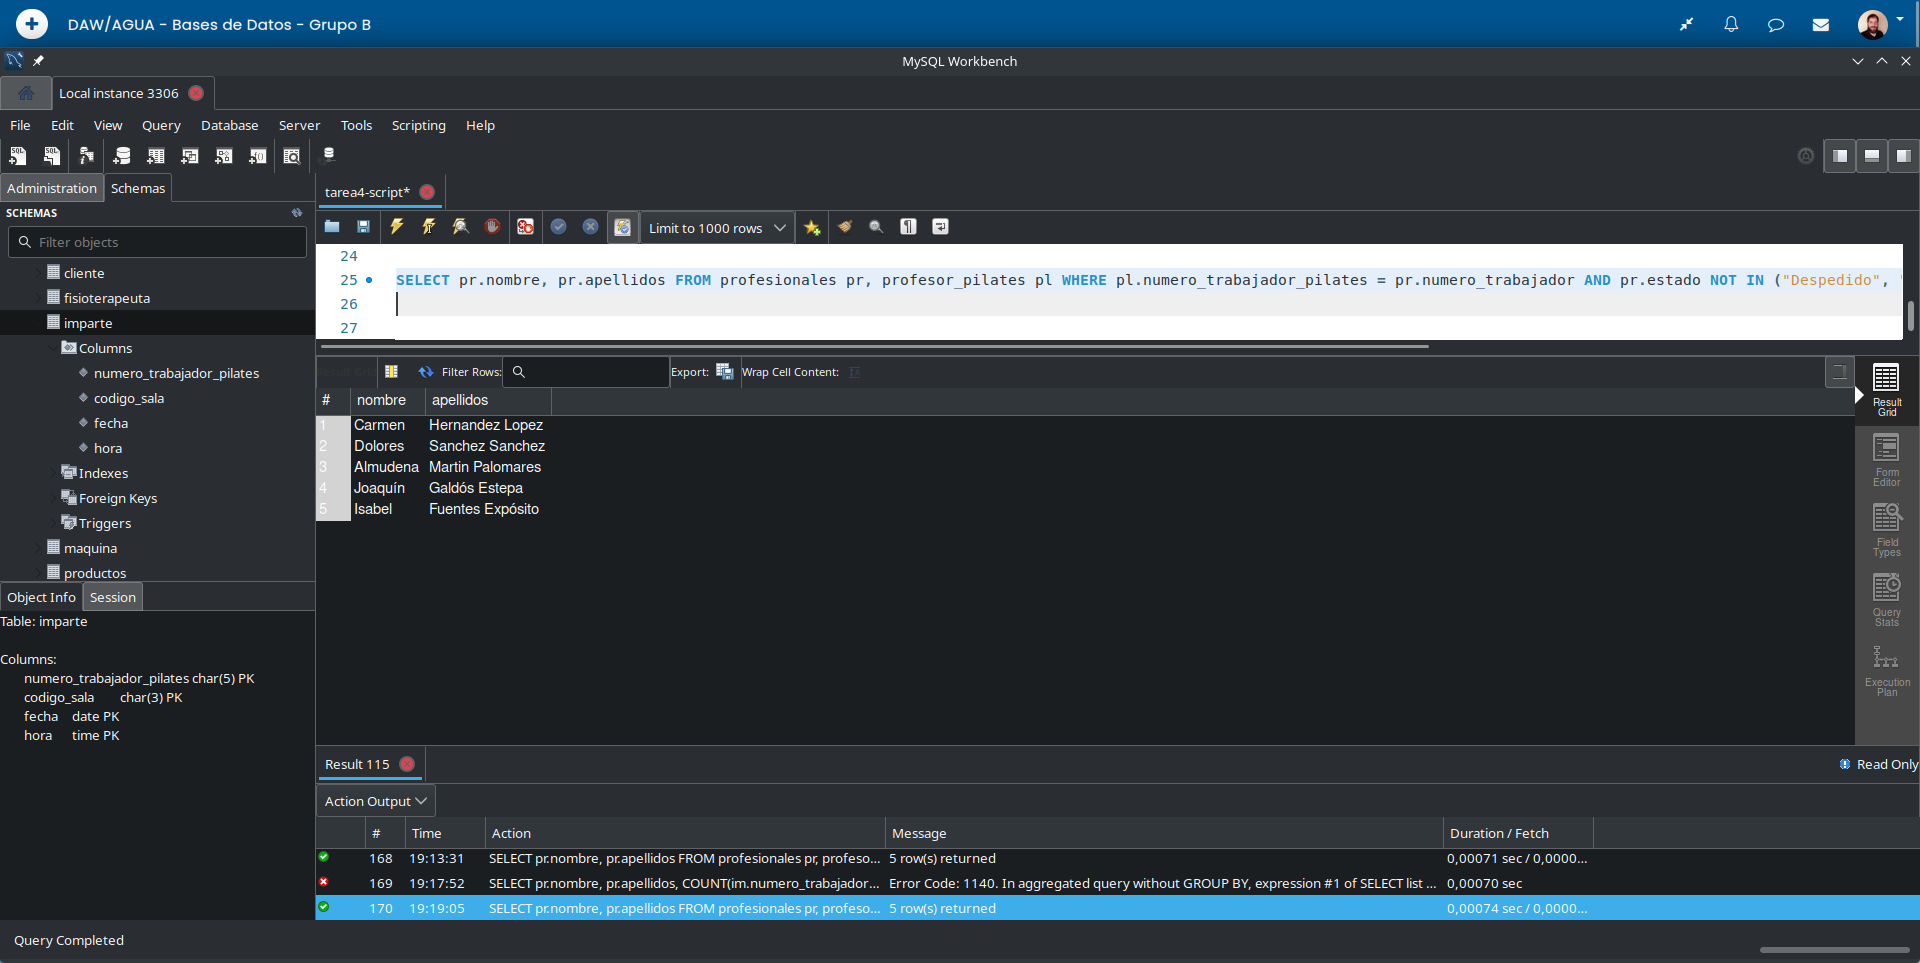 DAW/AGUA - Bases de Datos - Grupo B
MySQL Workbench
Local instance 3306
File Edit View Query Database Server Tools Scripting Help
Administration Schemas
SCHEMAS
Filter objects
cliente
fisioterapeuta
imparte
Columns
numero_trabajador_pilates
codigo_sala
fecha
hora
Indexes
Foreign Keys
Triggers
maquina
productos
Object Info Session
Table: imparte
Columns:
numero_trabajador_pilates char(5) PK
codigo_sala char(3) PK
fecha date PK
hora time PK
tarea4-script*
Limit to 1000 rows
24
25 SELECT pr.nombre, pr.apellidos FROM profesionales pr, profesor_pilates pl WHERE pl.numero_trabajador_pilates = pr.numero_trabajador AND pr.estado NOT IN ("Despedido",
26
27
Filter Rows: Export: Wrap Cell Content:
# nombre apellidos
1 Carmen Hernandez Lopez
2 Dolores Sanchez Sanchez
3 Almudena Martin Palomares
4 Joaquín Galdós Estepa
5 Isabel Fuentes Expósito
Result Grid
Form Editor
Field Types
Query Stats
Execution Plan
Result 115
Read Only
Action Output
# Time Action Message Duration / Fetch
168 19:13:31 SELECT pr.nombre, pr.apellidos FROM profesionales pr, profeso... 5 row(s) returned 0,00071 sec / 0,0000...
169 19:17:52 SELECT pr.nombre, pr.apellidos, COUNT(im.numero_trabajador... Error Code: 1140. In aggregated query without GROUP BY, expression #1 of SELECT list ... 0,00070 sec
170 19:19:05 SELECT pr.nombre, pr.apellidos FROM profesionales pr, profeso... 5 row(s) returned 0,00074 sec / 0,0000...
Query Completed